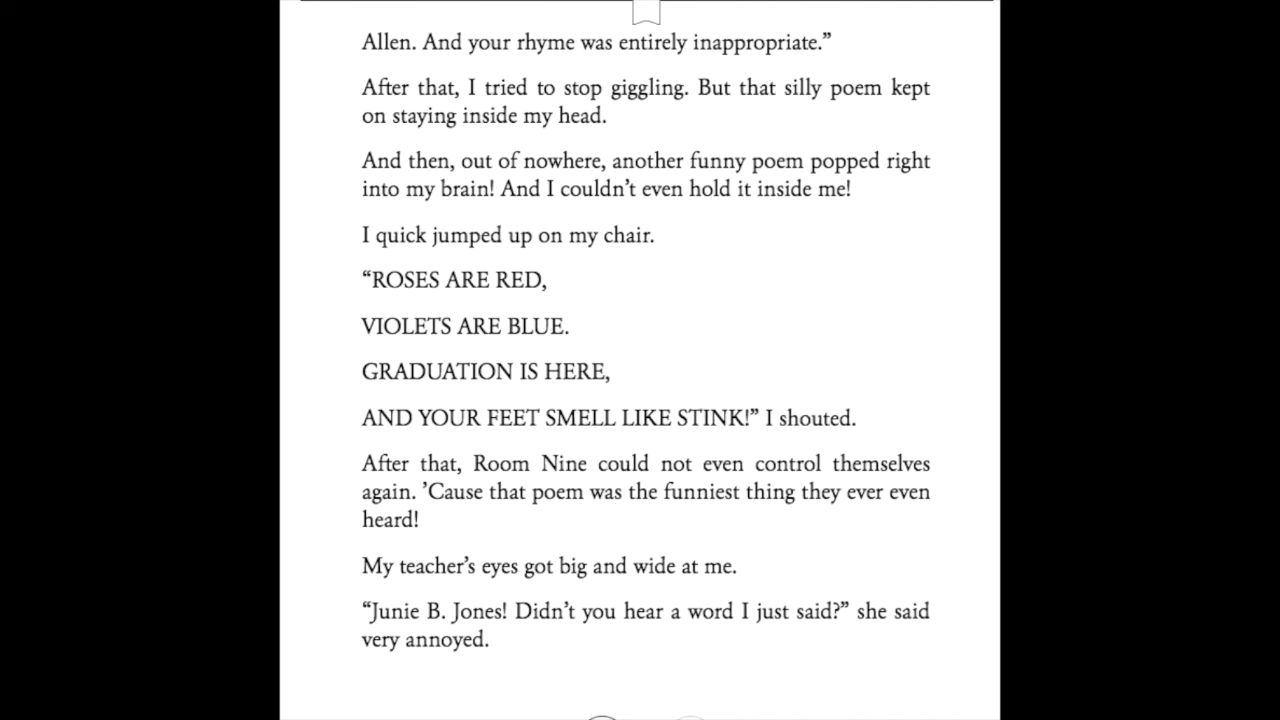 Allen. And your rhyme was entirely inappropriate.”
After that, I tried to stop giggling. But that silly poem kept
on staying inside my head.
And then, out of nowhere, another funny poem popped right
into my brain! And I couldn’t even hold it inside me!
I quick jumped up on my chair.
“ROSES ARE RED,
VIOLETS ARE BLUE.
GRADUATION IS HERE,
AND YOUR FEET SMELL LIKE STINK!” I shouted.
After that, Room Nine could not even control themselves
again. ’Cause that poem was the funniest thing they ever even
heard!
My teacher’s eyes got big and wide at me.
“Junie B. Jones! Didn’t you hear a word I just said?” she said
very annoyed.